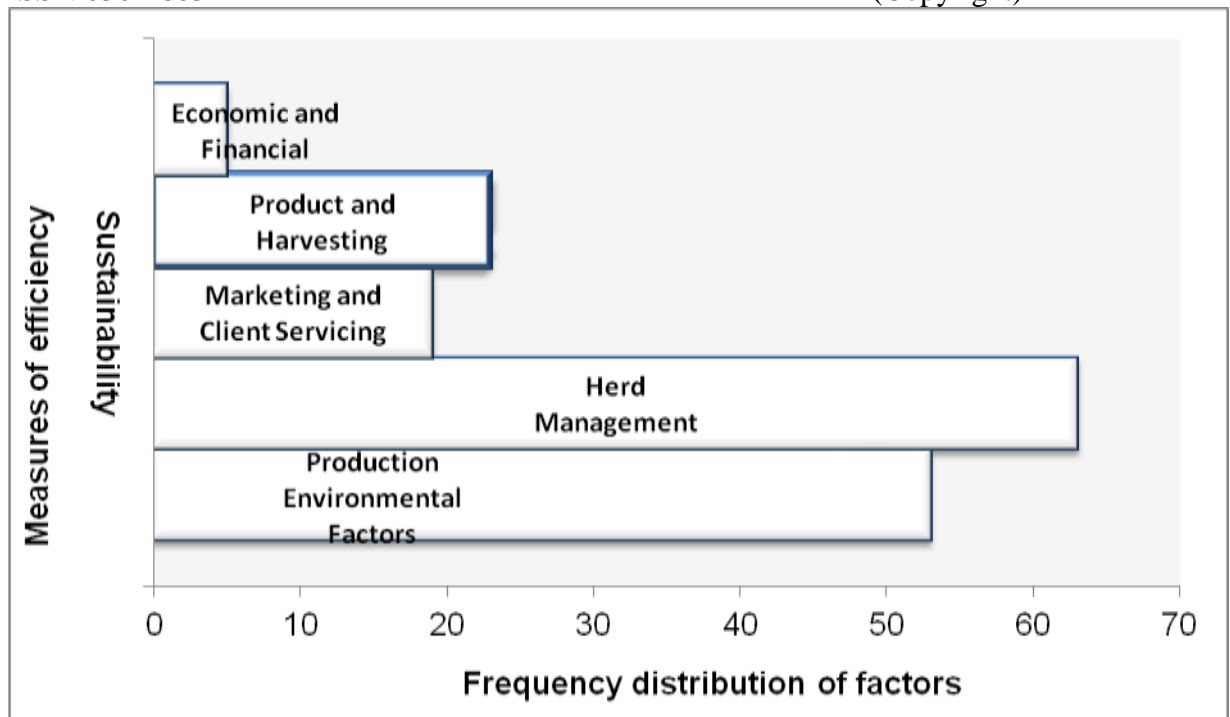 (Copyright)
Economic and
Financial
Product and
Harvesting
Marketing and
Client Servicing
Herd
Management
Production
Environmental
Factors
Measures of efficiency
Sustainability
0 10 20 30 40 50 60 70
Frequency distribution of factors